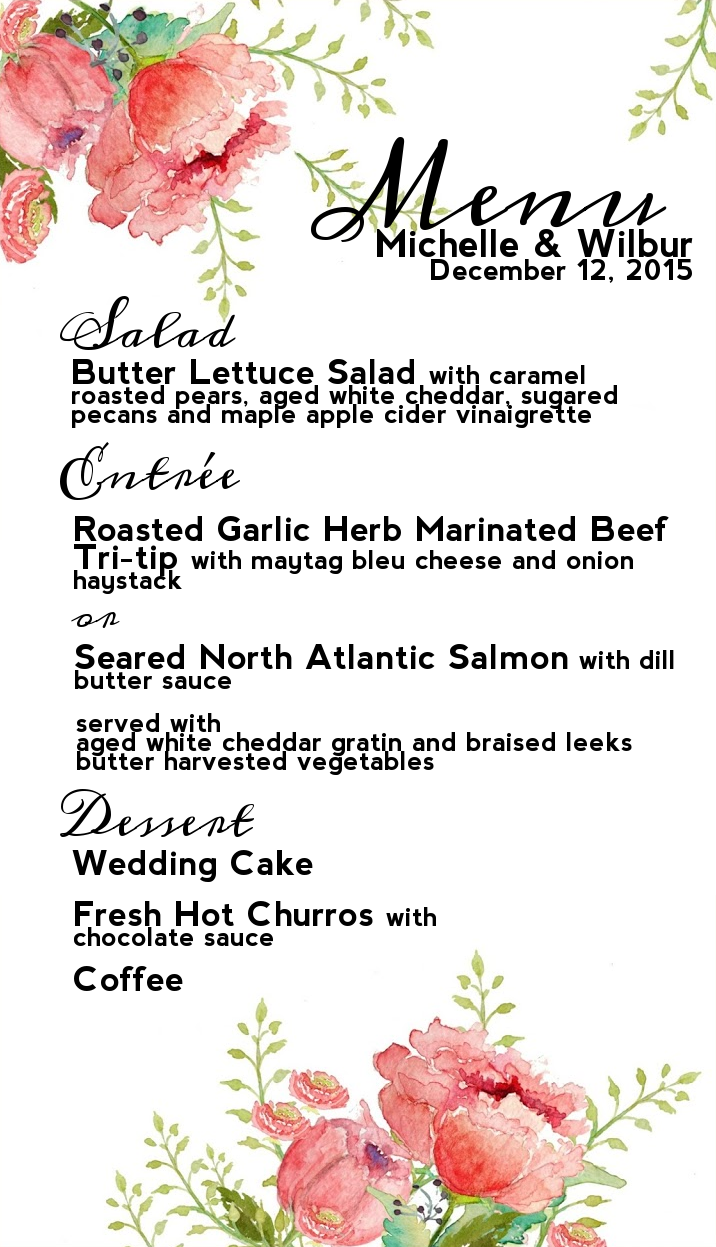 Menu
Michelle & Wilbur
December 12, 2015
Salad
Butter Lettuce Salad with caramel
roasted pears, aged white cheddar, sugared
pecans and maple apple cider vinaigrette
Entrée
Roasted Garlic Herb Marinated Beef
Tri-tip with maytag bleu cheese and onion
haystack
or
Seared North Atlantic Salmon with dill
butter sauce
served with
aged white cheddar gratin and braised leeks
butter harvested vegetables
Dessert
Wedding Cake
Fresh Hot Churros with
chocolate sauce
Coffee